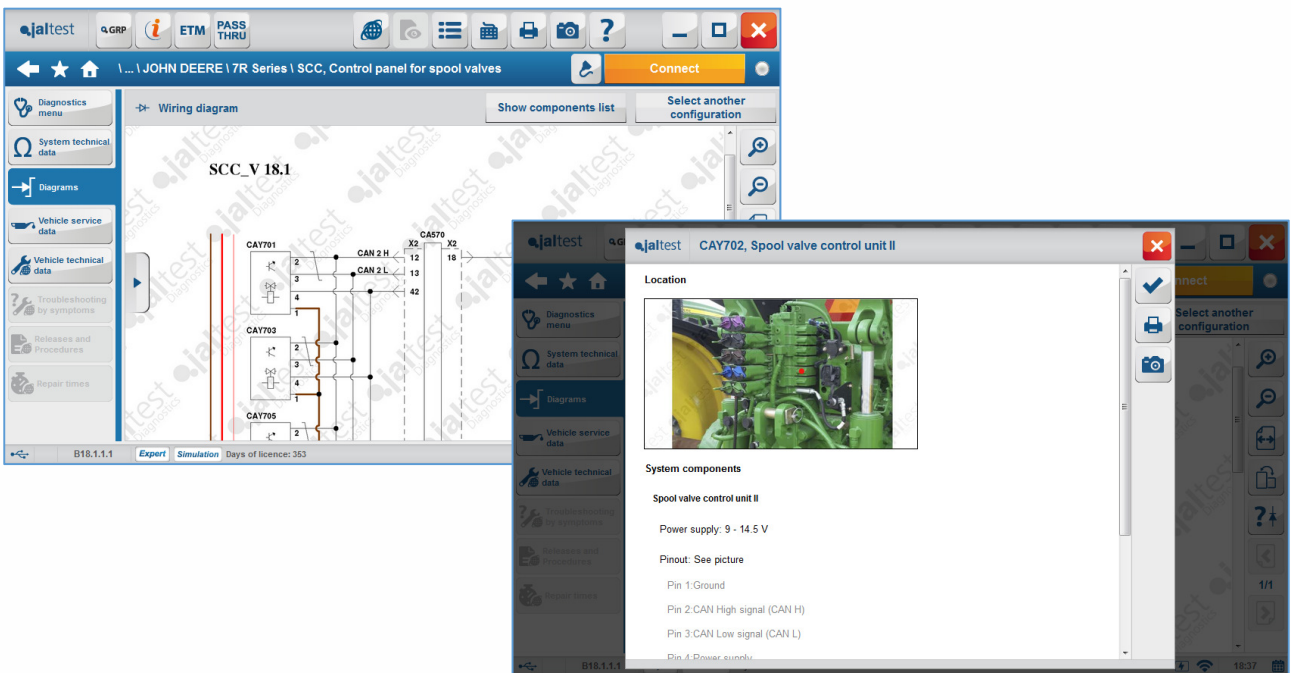 jaltest
GRP
i
ETM
PASS
THRU
?
\ ... \ JOHN DEERE \ 7R Series \ SCC, Control panel for spool valves
Connect
Diagnostics
menu
Wiring diagram
Show components list
Select another
configuration
System technical
data
Diagrams
Vehicle service
data
Vehicle technical
data
Troubleshooting
by symptoms
Releases and
Procedures
Repair times
SCC_V 18.1
CAY701
2
3
4
1
CAN 2 H
CAN 2 L
CA570
X2
X2
12
18
13
42
CAY703
2
3
4
1
CAY705
2
B18.1.1.1
Expert
Simulation
Days of licence: 353
jaltest
CAY702, Spool valve control unit II
Location
System components
Spool valve control unit II
Power supply: 9 - 14.5 V
Pinout: See picture
Pin 1:Ground
Pin 2:CAN High signal (CAN H)
Pin 3:CAN Low signal (CAN L)
Pin 4:Power supply
jaltest
nnect
Diagnostics
menu
Select another
configuration
System technical
data
Diagrams
Vehicle service
data
Vehicle technical
data
Troubleshooting
by symptoms
Releases and
Procedures
Repair times
1/1
B18.1.1.1
18:37
jaltest
Diagnostics